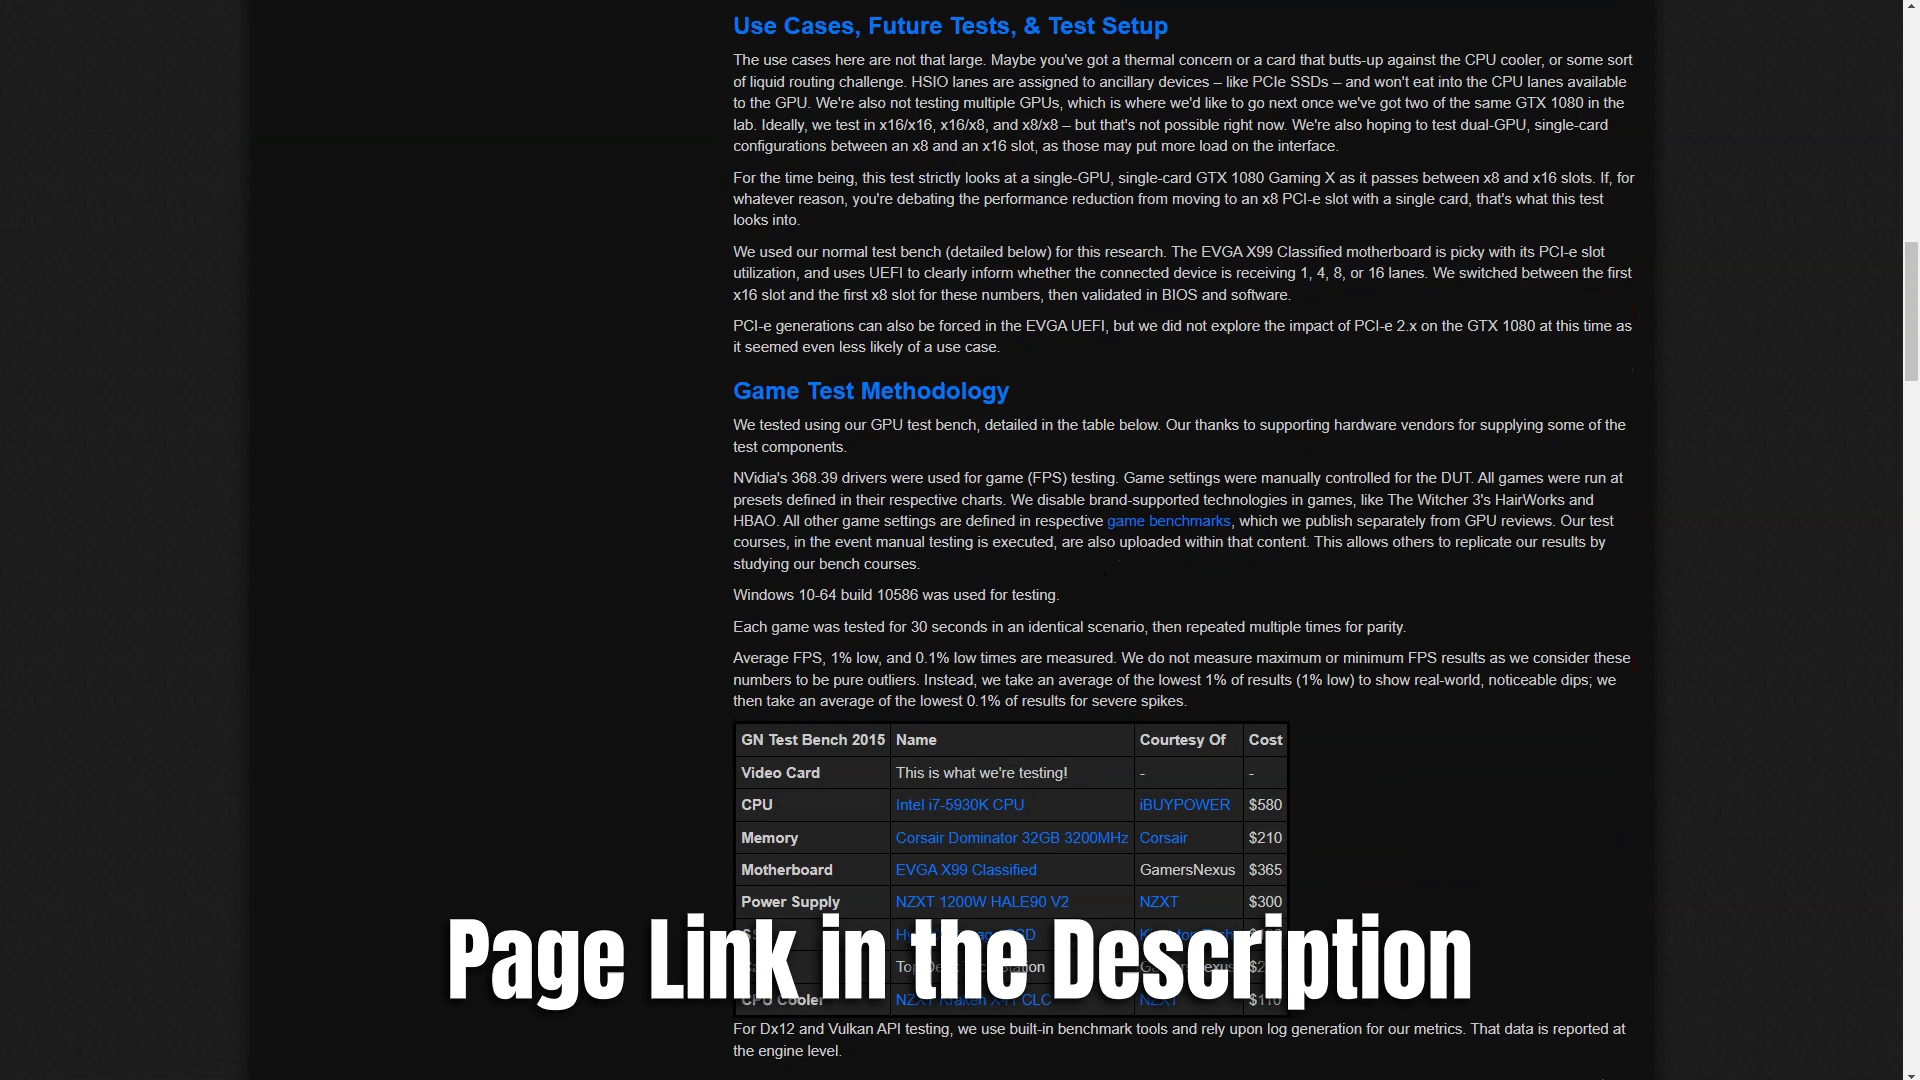 Use Cases, Future Tests, & Test Setup
The use cases here are not that large. Maybe you've got a thermal concern or a card that butts-up against the CPU cooler, or some sort
of liquid routing challenge. HSIO lanes are assigned to ancillary devices – like PCIe SSDs – and won't eat into the CPU lanes available
to the GPU. We're also not testing multiple GPUs, which is where we'd like to go next once we've got two of the same GTX 1080 in the
lab. Ideally, we test in x16/x16, x16/x8, and x8/x8 – but that's not possible right now. We're also hoping to test dual-GPU, single-card
configurations between an x8 and an x16 slot, as those may put more load on the interface.
For the time being, this test strictly looks at a single-GPU, single-card GTX 1080 Gaming X as it passes between x8 and x16 slots. If, for
whatever reason, you're debating the performance reduction from moving to an x8 PCI-e slot with a single card, that's what this test
looks into.
We used our normal test bench (detailed below) for this research. The EVGA X99 Classified motherboard is picky with its PCI-e slot
utilization, and uses UEFI to clearly inform whether the connected device is receiving 1, 4, 8, or 16 lanes. We switched between the first
x16 slot and the first x8 slot for these numbers, then validated in BIOS and software.
PCI-e generations can also be forced in the EVGA UEFI, but we did not explore the impact of PCI-e 2.x on the GTX 1080 at this time as
it seemed even less likely of a use case.
Game Test Methodology
We tested using our GPU test bench, detailed in the table below. Our thanks to supporting hardware vendors for supplying some of the
test components.
NVidia's 368.39 drivers were used for game (FPS) testing. Game settings were manually controlled for the DUT. All games were run at
presets defined in their respective charts. We disable brand-supported technologies in games, like The Witcher 3's HairWorks and
HBAO. All other game settings are defined in respective game benchmarks, which we publish separately from GPU reviews. Our test
courses, in the event manual testing is executed, are also uploaded within that content. This allows others to replicate our results by
studying our bench courses.
Windows 10-64 build 10586 was used for testing.
Each game was tested for 30 seconds in an identical scenario, then repeated multiple times for parity.
Average FPS, 1% low, and 0.1% low times are measured. We do not measure maximum or minimum FPS results as we consider these
numbers to be pure outliers. Instead, we take an average of the lowest 1% of results (1% low) to show real-world, noticeable dips; we
then take an average of the lowest 0.1% of results for severe spikes.
GN Test Bench 2015 Name Courtesy Of Cost
Video Card This is what we're testing! - -
CPU Intel i7-5930K CPU iBUYPOWER $580
Memory Corsair Dominator 32GB 3200MHz Corsair $210
Motherboard EVGA X99 Classified GamersNexus $365
Power Supply NZXT 1200W HALE90 V2 NZXT $300
Page Link in the Description
CPU Cooler NZXT Kraken X41 CLC NZXT $110
For Dx12 and Vulkan API testing, we use built-in benchmark tools and rely upon log generation for our metrics. That data is reported at
the engine level.